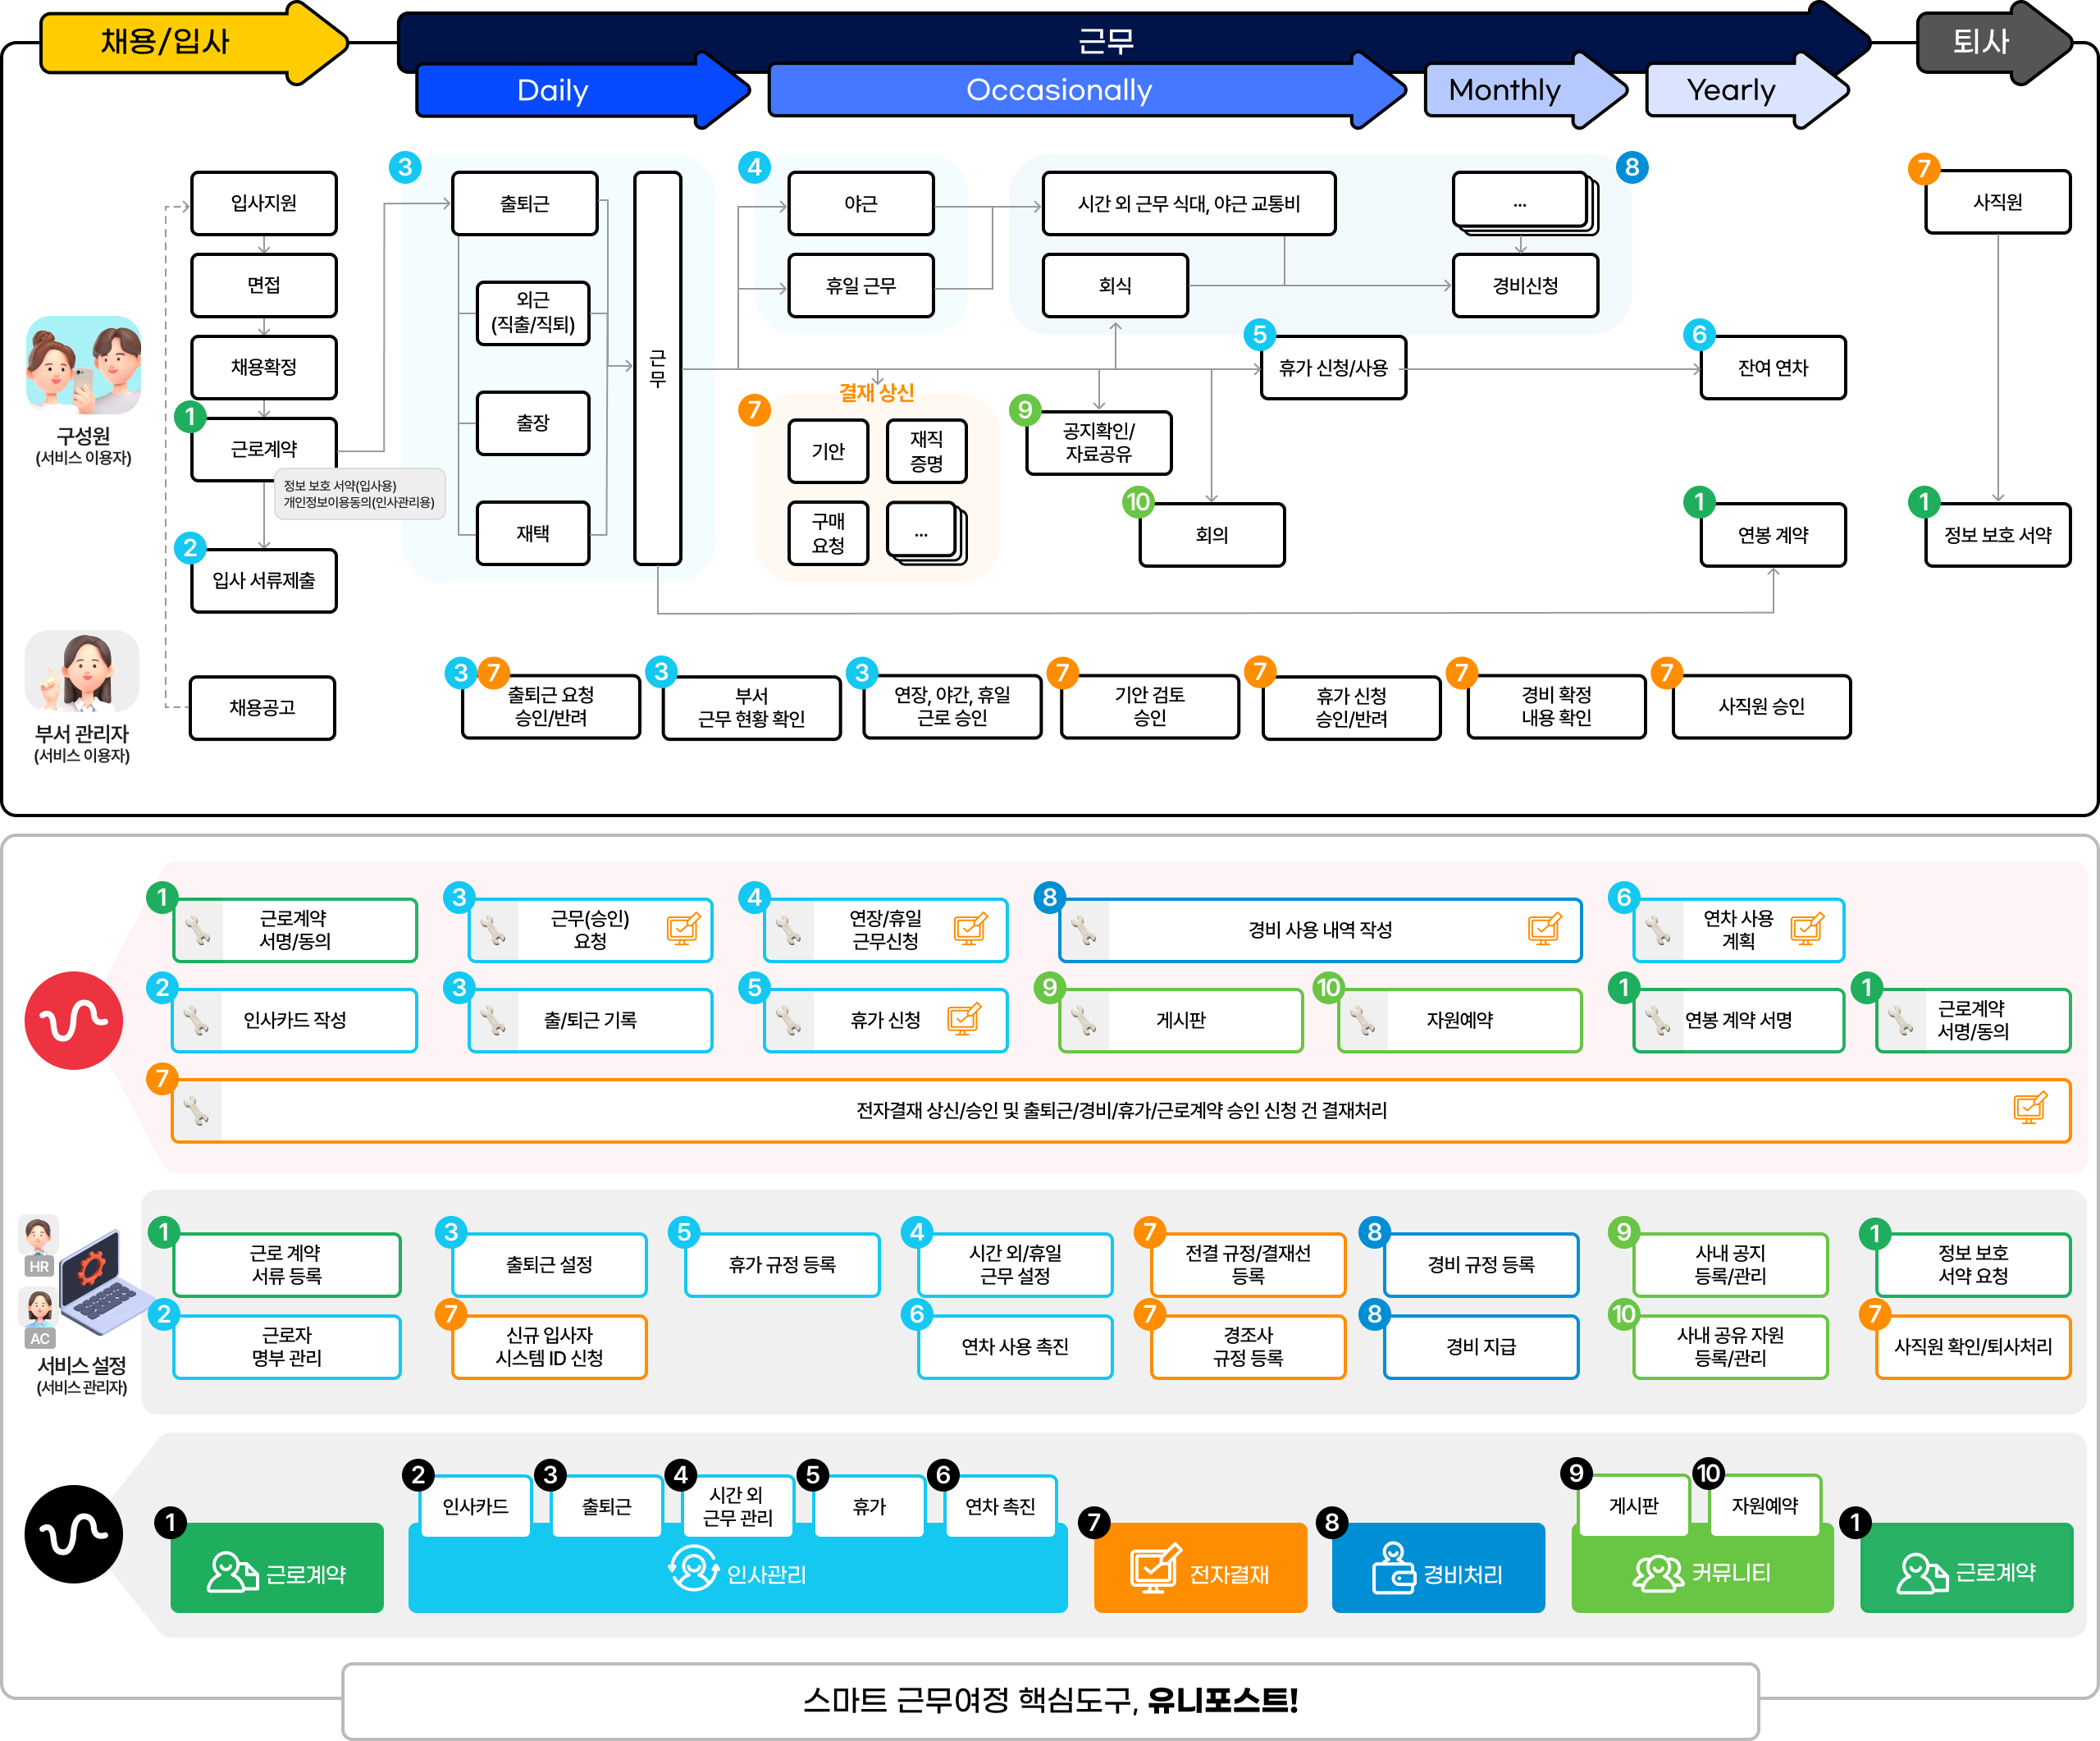 채용/입사
근무
퇴사
Daily
Occasionally
Monthly
Yearly
3
4
8
7
입사지원
출퇴근
야근
시간 외 근무 식대, 야근 교통비
...
사직원
면접
외근
(직출/직퇴)
휴일 근무
회식
경비신청
채용확정
근
무
5
휴가 신청/사용
6
잔여 연차
구성원
(서비스 이용자)
1
근로계약
정보 보호 서약(입사용)
개인정보이용동의(인사관리용)
출장
결재 상신
7
기안
재직
증명
9
공지확인/
자료공유
2
입사 서류제출
재택
구매
요청
...
10
회의
1
연봉 계약
1
정보 보호 서약
부서 관리자
(서비스 이용자)
채용공고
3
7
출퇴근 요청
승인/반려
3
부서
근무 현황 확인
3
연장, 야간, 휴일
근로 승인
7
기안 검토
승인
7
휴가 신청
승인/반려
7
경비 확정
내용 확인
7
사직원 승인
1
근로계약
서명/동의
3
근무(승인)
요청
4
연장/휴일
근무신청
8
경비 사용 내역 작성
6
연차 사용
계획
2
인사카드 작성
3
출/퇴근 기록
5
휴가 신청
9
게시판
10
자원예약
1
연봉 계약 서명
1
근로계약
서명/동의
7
전자결재 상신/승인 및 출퇴근/경비/휴가/근로계약 승인 신청 건 결재처리
HR
AC
서비스 설정
(서비스 관리자)
1
근로 계약
서류 등록
3
출퇴근 설정
5
휴가 규정 등록
4
시간 외/휴일
근무 설정
7
전결 규정/결재선
등록
8
경비 규정 등록
9
사내 공지
등록/관리
1
정보 보호
서약 요청
2
근로자
명부 관리
7
신규 입사자
시스템 ID 신청
6
연차 사용 촉진
7
경조사
규정 등록
8
경비 지급
10
사내 공유 자원
등록/관리
7
사직원 확인/퇴사처리
1
근로계약
2
인사카드
3
출퇴근
4
시간 외
근무 관리
5
휴가
6
연차 촉진
인사관리
7
전자결재
8
경비처리
9
게시판
10
자원예약
커뮤니티
1
근로계약
스마트 근무여정 핵심도구, 유니포스트!